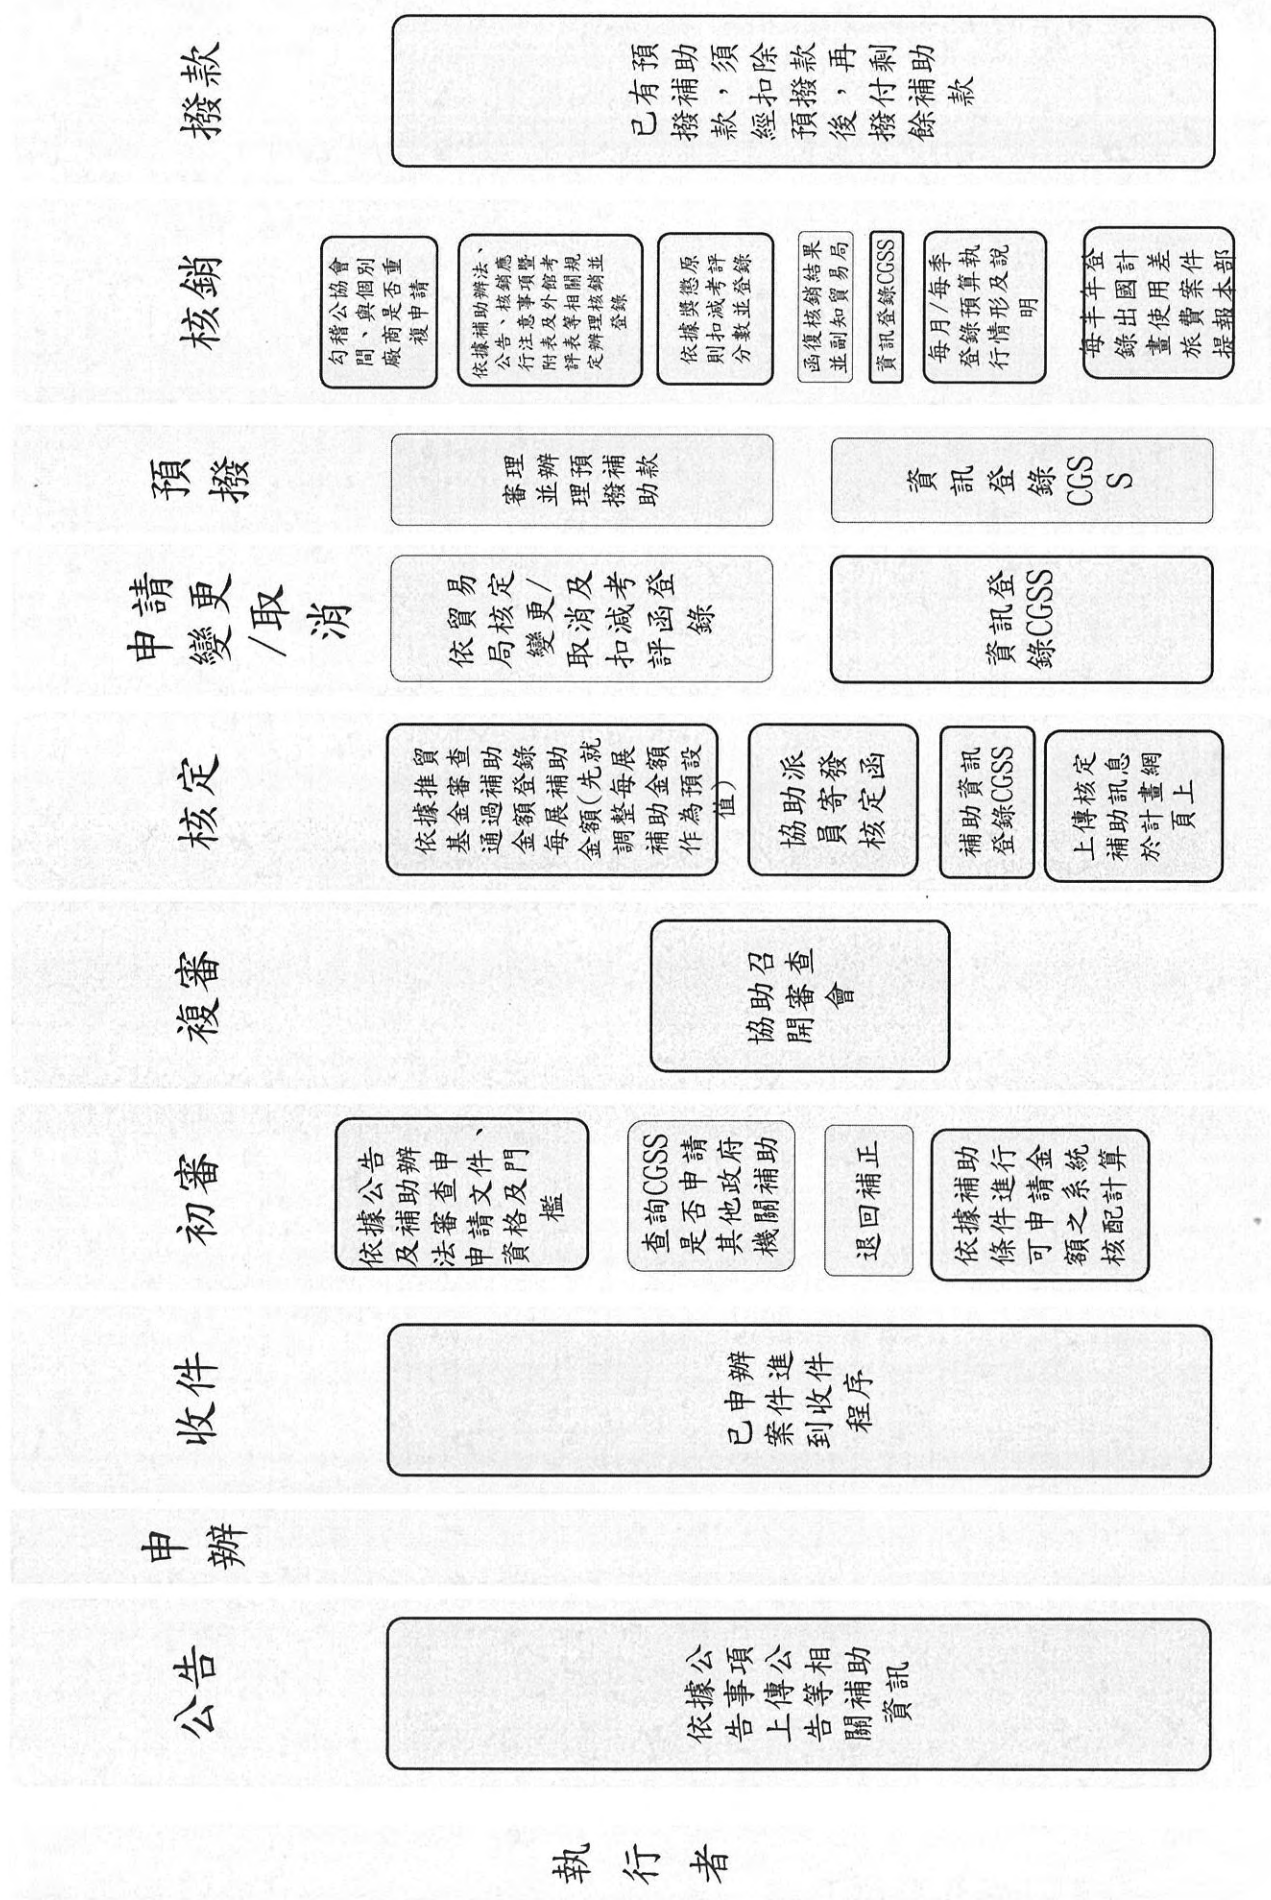 公告
申
辦
收件
初審
複審
核定
申請
變更
/取
消
預
撥
核銷
撥款
執
行
者
依據公
告事項
上傳公
告等相
關補助
資訊
已申辦
案件進
到收件
程序
依據公告
及補助辦
法審查申
申請文件、
資格及門
檻
查詢CGSS
是否申請
其他政府
機關補助
退回補正
依據補助
條件進行
可申請金
額之系統
核配計算
協助召
開審查
會
依據推貿
基金審查
通過補助
金額登錄
每展補助
金額(先就
調整每展
補助金額
作為預設
值)
協助派
員寄發
核定函
補助資訊
登錄CGSS
上傳核定
補助訊息
於計畫網
頁上
依貿易
局核定
變更/
取消及
扣減考
評函登
錄
資訊登
錄CGSS
審理
並辦
理預
撥補
助款
資
訊
登
錄
CGS
S
勾稽公協會
間、與個別
廠商是否重
複申請
依據補助辦法、
公告、核銷應
行注意事項暨
附表及外館考
評表等相關規
定辦理核銷並
登錄
依據獎懲原
則扣減考評
分數並登錄
函復核銷結果
並副知貿易局
資訊登錄CGSS
每月/每季
登錄預算執
行情形及說
明
每半年登
錄出國計
畫使用差
旅費案件
提報本部
已有預
撥補助
款，須
經扣除
預撥款
後，再
撥付剩
餘補助
款